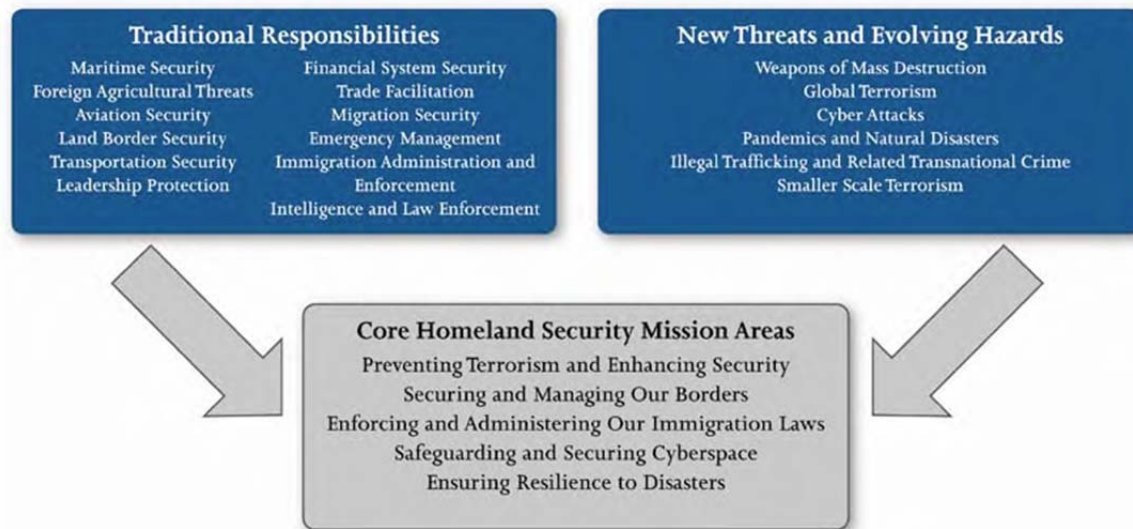 Traditional Responsibilities
Maritime Security
Foreign Agricultural Threats
Aviation Security
Land Border Security
Transportation Security
Leadership Protection
Financial System Security
Trade Facilitation
Migration Security
Emergency Management
Immigration Administration and
Enforcement
Intelligence and Law Enforcement
New Threats and Evolving Hazards
Weapons of Mass Destruction
Global Terrorism
Cyber Attacks
Pandemics and Natural Disasters
Illegal Trafficking and Related Transnational Crime
Smaller Scale Terrorism
Core Homeland Security Mission Areas
Preventing Terrorism and Enhancing Security
Securing and Managing Our Borders
Enforcing and Administering Our Immigration Laws
Safeguarding and Securing Cyberspace
Ensuring Resilience to Disasters